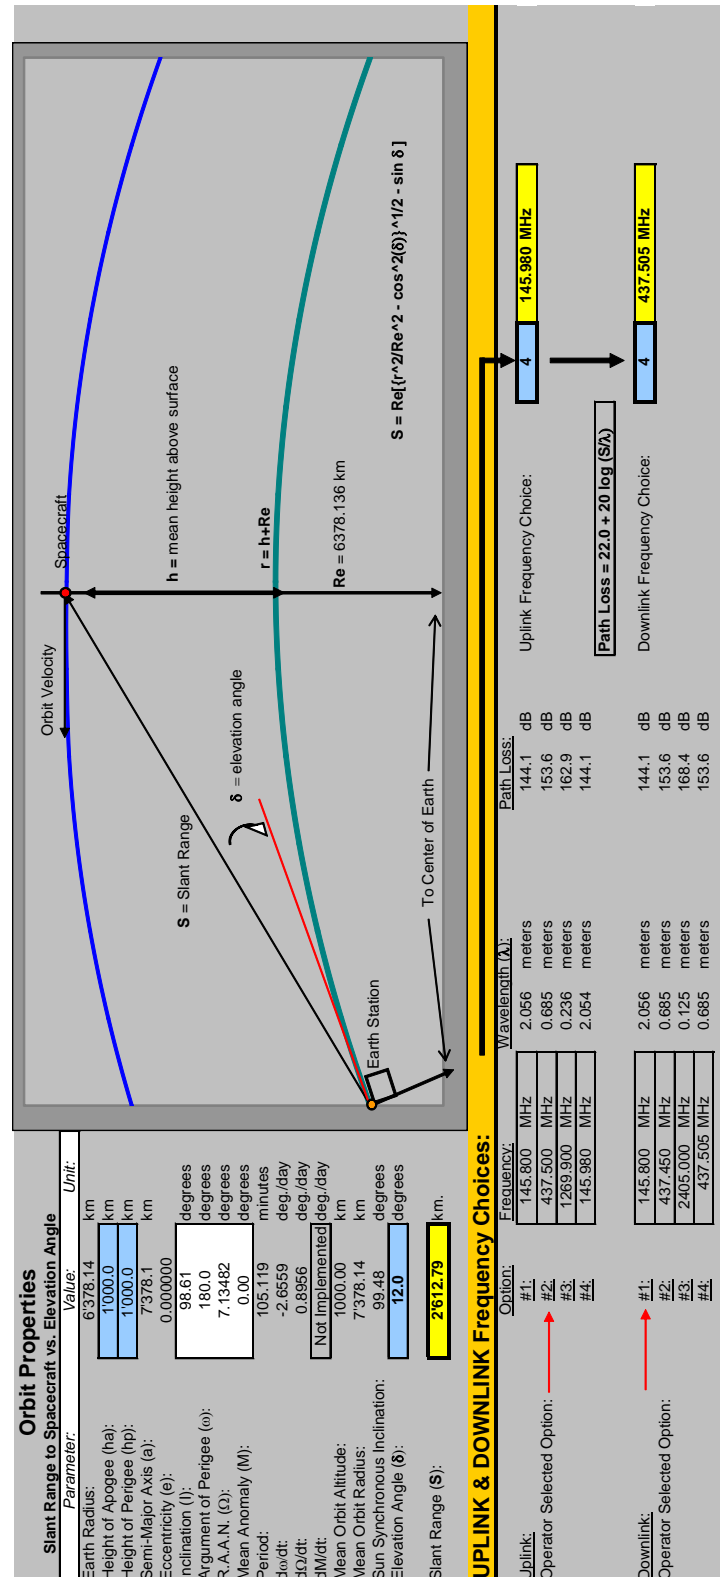 Orbit Properties
Slant Range to Spacecraft vs. Elevation Angle
Parameter: Value: Unit:
Earth Radius: 6'378.14 km
Height of Apogee (ha): 1'000.0 km
Height of Perigee (hp): 1'000.0 km
Semi-Major Axis (a): 7'378.1 km
Eccentricity (e): 0.000000
Inclination (I): 98.61 degrees
Argument of Perigee (ω): 180.0 degrees
R.A.A.N. (Ω): 7.13482 degrees
Mean Anomaly (M): 0.00 degrees
Period: 105.119 minutes
dω/dt: -2.6559 deg./day
dΩ/dt: 0.8956 deg./day
dM/dt: Not Implemented deg./day
Mean Orbit Altitude: 1000.00 km
Mean Orbit Radius: 7'378.14 km
Sun Synchronous Inclination: 99.48 degrees
Elevation Angle (δ): 12.0 degrees
Slant Range (S): 2'612.79 km.
Orbit Velocity
Spacecraft
S = Slant Range
δ = elevation angle
h = mean height above surface
r = h+Re
Re = 6378.136 km
S = Re[{r^2/Re^2 - cos^2(δ)}^1/2 - sin δ ]
Earth Station
To Center of Earth
UPLINK & DOWNLINK Frequency Choices:
Option: Frequency: Wavelength (λ): Path Loss:
Uplink: #1: 145.800 MHz 2.056 meters 144.1 dB Uplink Frequency Choice: 4 145.980 MHz
Operator Selected Option: #2: 437.500 MHz 0.685 meters 153.6 dB
#3: 1269.900 MHz 0.236 meters 162.9 dB
#4: 145.980 MHz 2.054 meters 144.1 dB
Path Loss = 22.0 + 20 log (S/λ)
Downlink: #1: 145.800 MHz 2.056 meters 144.1 dB Downlink Frequency Choice: 4 437.505 MHz
Operator Selected Option: #2: 437.450 MHz 0.685 meters 153.6 dB
#3: 2405.000 MHz 0.125 meters 168.4 dB
#4: 437.505 MHz 0.685 meters 153.6 dB